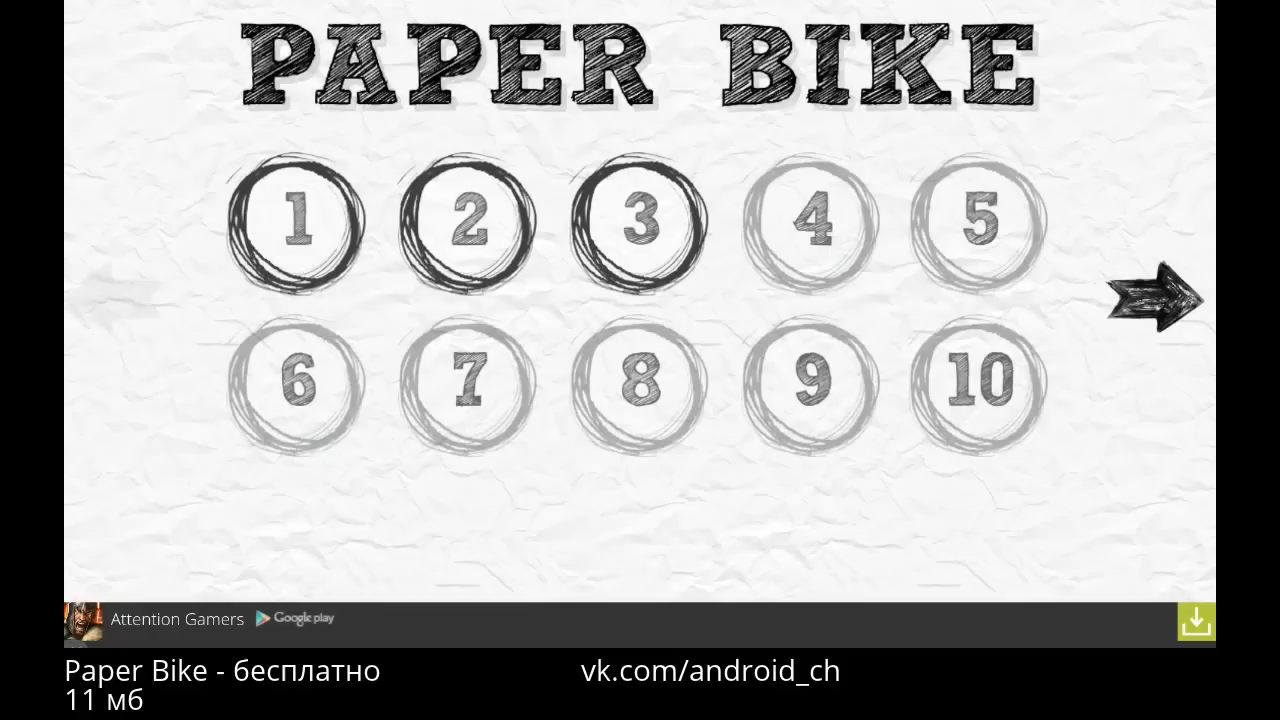 PAPER BIKE
1 2 3 4 5
6 7 8 9 10
Attention Gamers Google play
Paper Bike - бесплатно vk.com/android_ch
11 мб